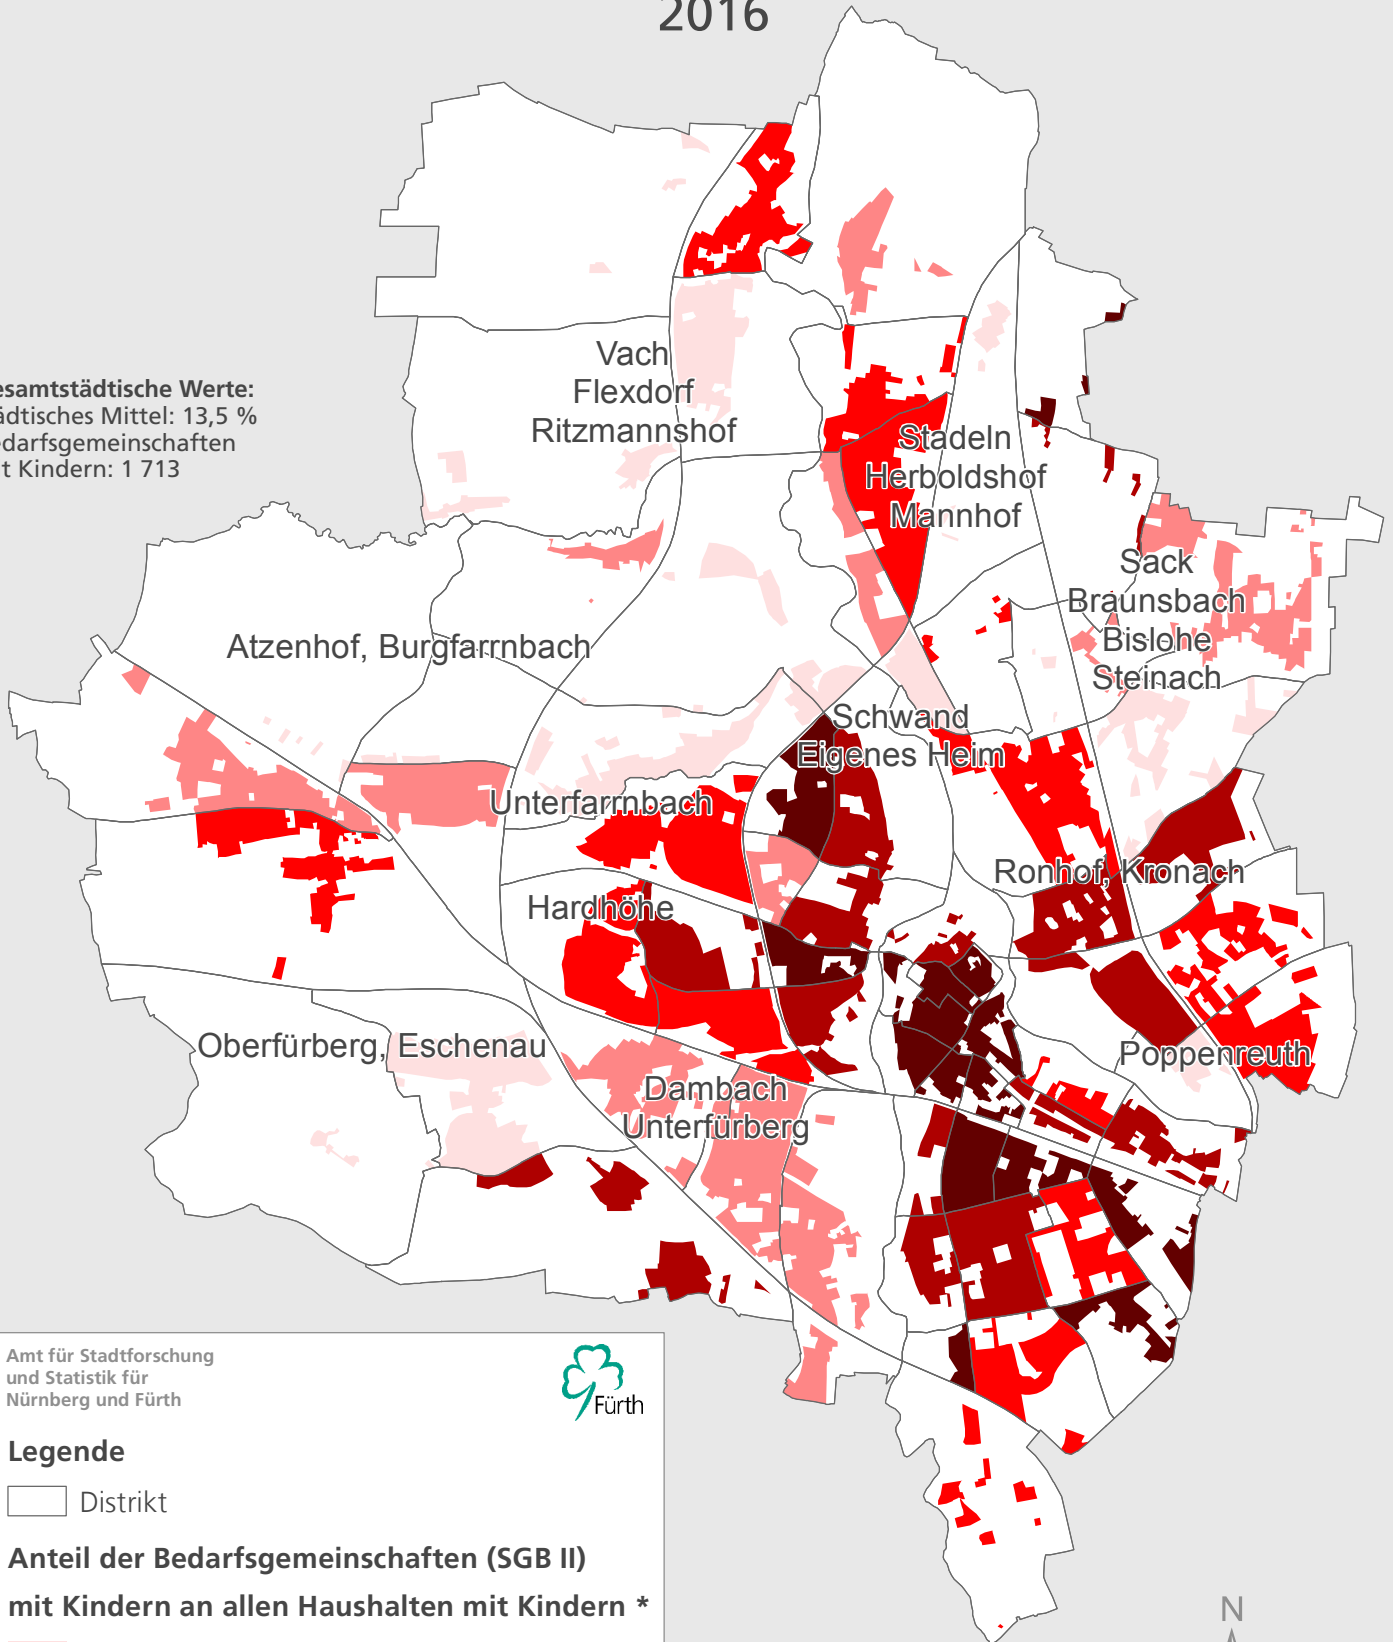 2016
esamtstädtische Werte:
ädtisches Mittel: 13,5 %
edarfsgemeinschaften
t Kindern: 1 713
Vach
Flexdorf
Ritzmannshof
Stadeln
Herboldshof
Mannhof
Sack
Braunsbach
Bislohe
Steinach
Atzenhof, Burgfarrnbach
Schwand
Eigenes Heim
Unterfarrnbach
Ronhof, Kronach
Hardhöhe
Oberfürberg, Eschenau
Poppenreuth
Dambach
Unterfürberg
Amt für Stadtforschung
und Statistik für
Nürnberg und Fürth
Fürth
Legende
Distrikt
Anteil der Bedarfsgemeinschaften (SGB II)
mit Kindern an allen Haushalten mit Kindern *
N